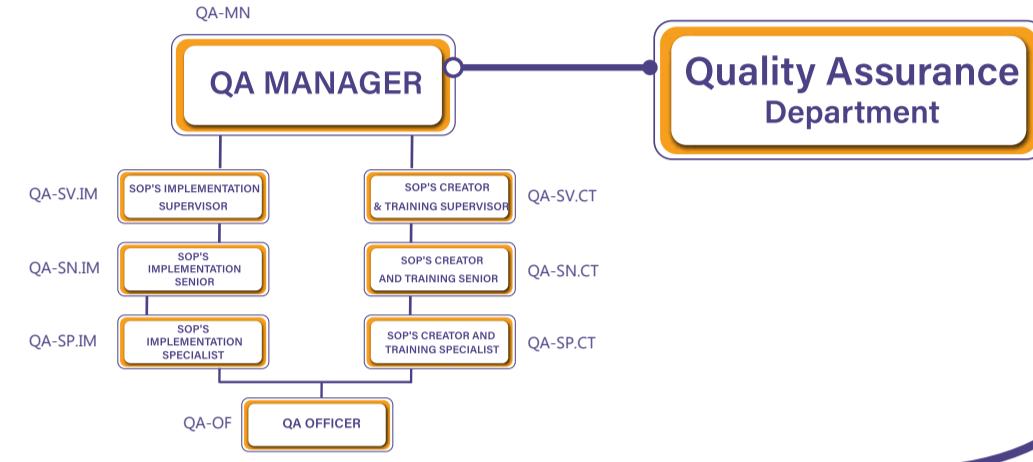 QA-MN
QA MANAGER
Quality Assurance
Department
QA-SV.IM
SOP'S IMPLEMENTATION
SUPERVISOR
SOP'S CREATOR
& TRAINING SUPERVISOR
QA-SV.CT
QA-SN.IM
SOP'S
IMPLEMENTATION
SENIOR
SOP'S CREATOR
AND TRAINING SENIOR
QA-SN.CT
QA-SP.IM
SOP'S
IMPLEMENTATION
SPECIALIST
SOP'S CREATOR AND
TRAINING SPECIALIST
QA-SP.CT
QA-OF
QA OFFICER